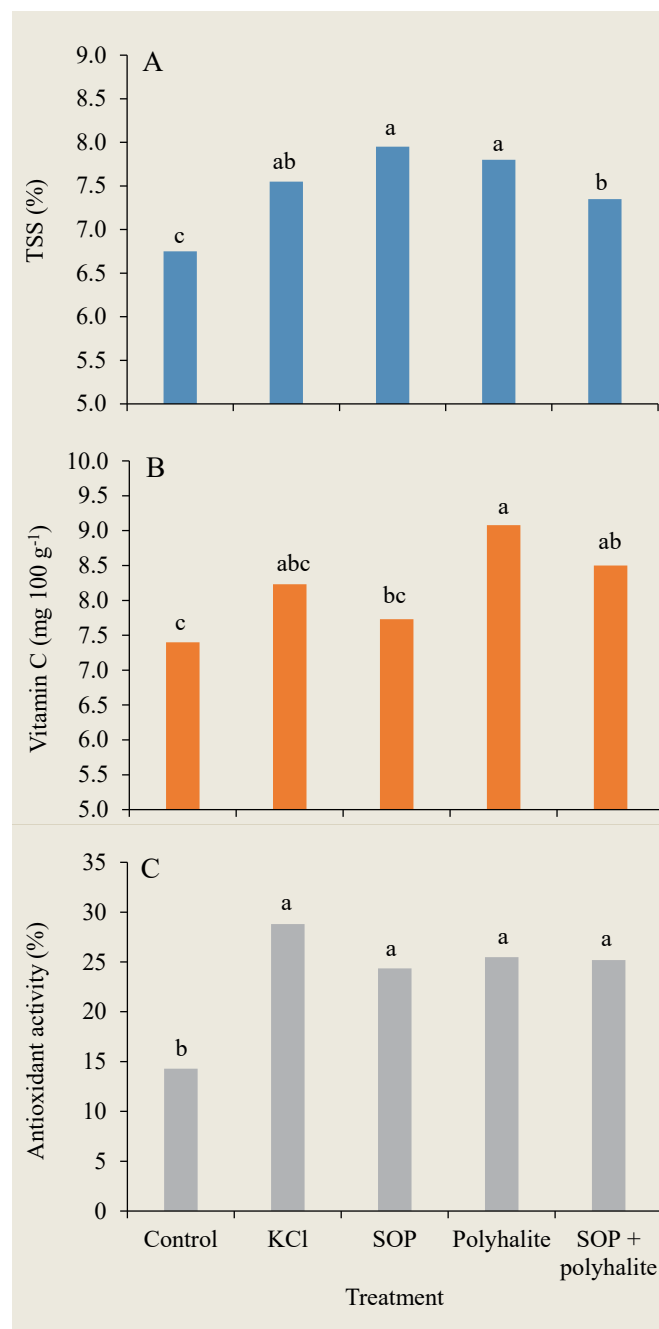 A
9.0
8.5
8.0
7.5
7.0
6.5
6.0
5.5
5.0
TSS (%)
c
ab
a
a
b
B
10.0
9.5
9.0
8.5
8.0
7.5
7.0
6.5
6.0
5.5
5.0
Vitamin C (mg 100 g⁻¹)
c
abc
bc
a
ab
C
35
30
25
20
15
10
5
0
Antioxidant activity (%)
b
a
a
a
a
Control KCl SOP Polyhalite SOP +
polyhalite
Treatment